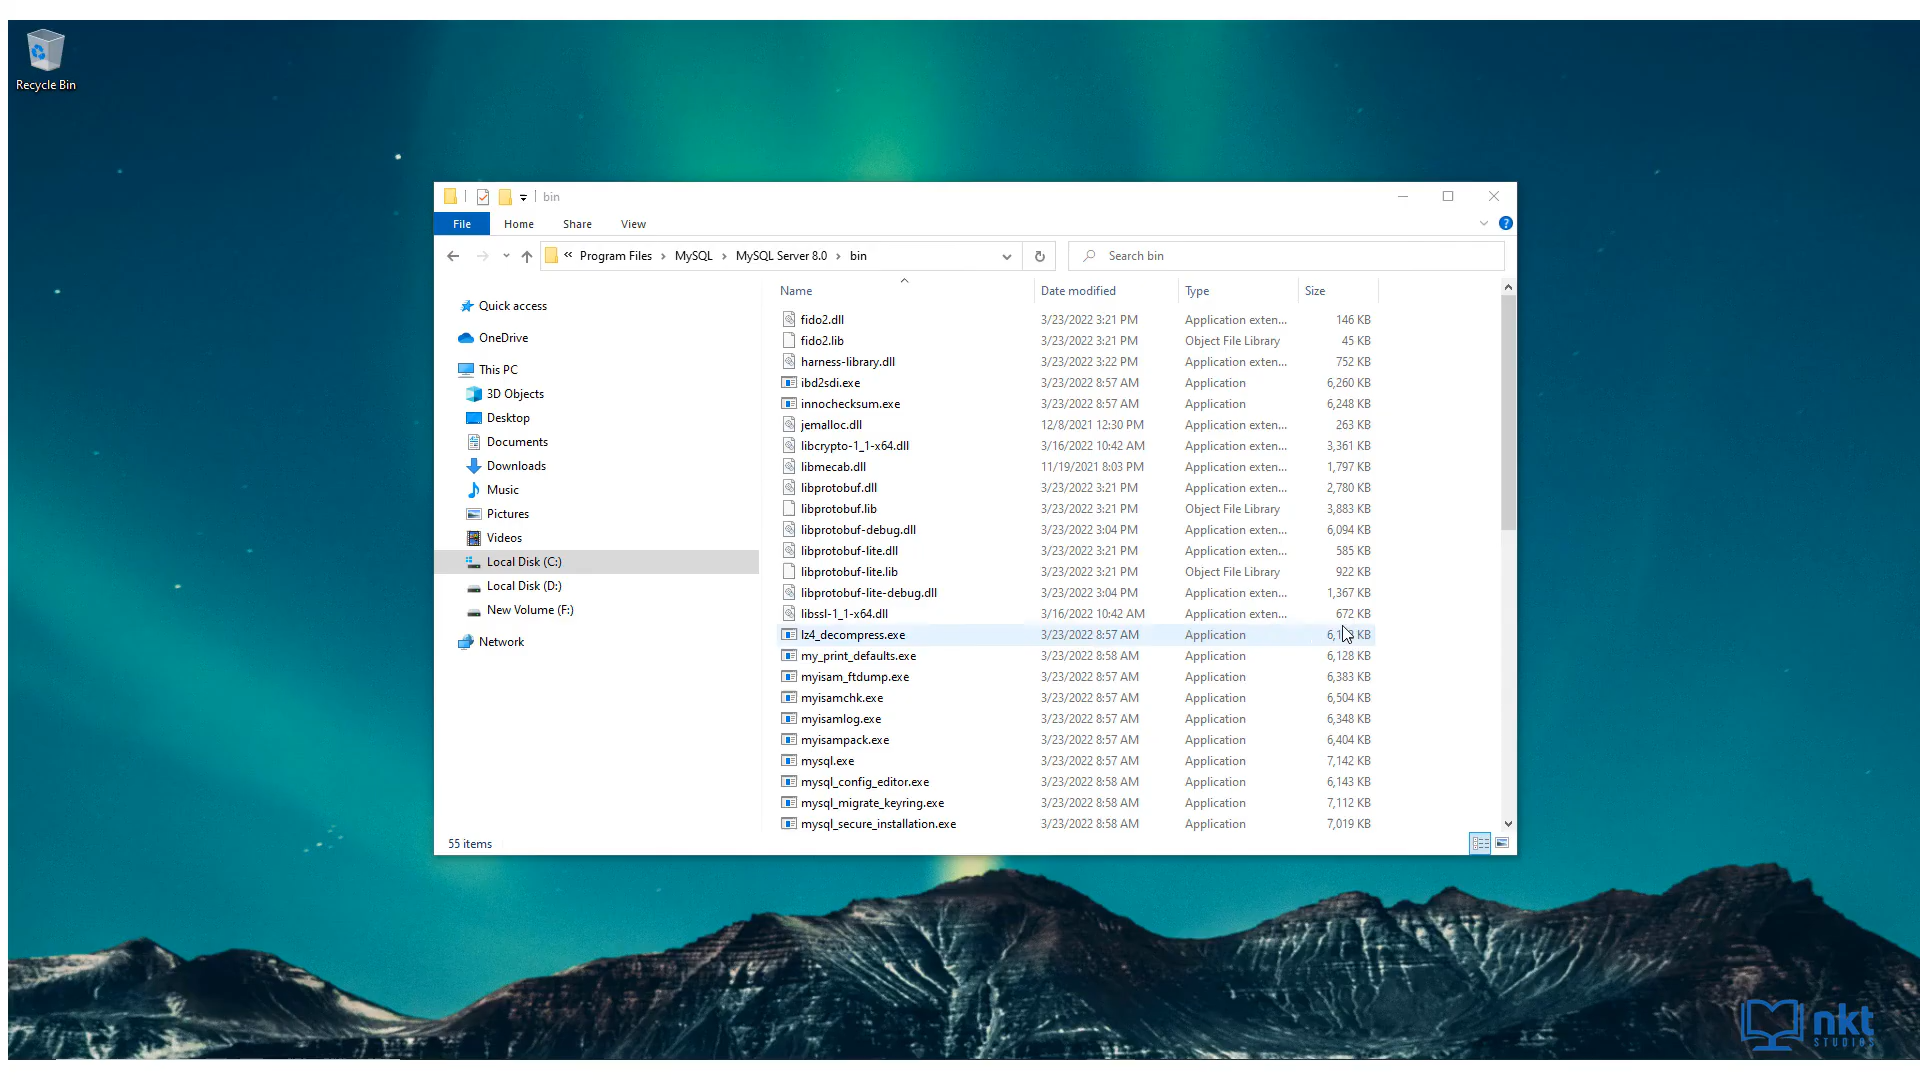 Recycle Bin
bin
File Home Share View
« Program Files › MySQL › MySQL Server 8.0 › bin
Search bin
Quick access
OneDrive
This PC
3D Objects
Desktop
Documents
Downloads
Music
Pictures
Videos
Local Disk (C:)
Local Disk (D:)
New Volume (F:)
Network
Name Date modified Type Size
fido2.dll 3/23/2022 3:21 PM Application exten... 146 KB
fido2.lib 3/23/2022 3:21 PM Object File Library 45 KB
harness-library.dll 3/23/2022 3:22 PM Application exten... 752 KB
ibd2sdi.exe 3/23/2022 8:57 AM Application 6,260 KB
innochecksum.exe 3/23/2022 8:57 AM Application 6,248 KB
jemalloc.dll 12/8/2021 12:30 PM Application exten... 263 KB
libcrypto-1_1-x64.dll 3/16/2022 10:42 AM Application exten... 3,361 KB
libmecab.dll 11/19/2021 8:03 PM Application exten... 1,797 KB
libprotobuf.dll 3/23/2022 3:21 PM Application exten... 2,780 KB
libprotobuf.lib 3/23/2022 3:21 PM Object File Library 3,883 KB
libprotobuf-debug.dll 3/23/2022 3:04 PM Application exten... 6,094 KB
libprotobuf-lite.dll 3/23/2022 3:21 PM Application exten... 585 KB
libprotobuf-lite.lib 3/23/2022 3:21 PM Object File Library 922 KB
libprotobuf-lite-debug.dll 3/23/2022 3:04 PM Application exten... 1,367 KB
libssl-1_1-x64.dll 3/16/2022 10:42 AM Application exten... 672 KB
lz4_decompress.exe 3/23/2022 8:57 AM Application KB
my_print_defaults.exe 3/23/2022 8:58 AM Application 6,128 KB
myisam_ftdump.exe 3/23/2022 8:57 AM Application 6,383 KB
myisamchk.exe 3/23/2022 8:57 AM Application 6,504 KB
myisamlog.exe 3/23/2022 8:57 AM Application 6,348 KB
myisampack.exe 3/23/2022 8:57 AM Application 6,404 KB
mysql.exe 3/23/2022 8:57 AM Application 7,142 KB
mysql_config_editor.exe 3/23/2022 8:58 AM Application 6,143 KB
mysql_migrate_keyring.exe 3/23/2022 8:58 AM Application 7,112 KB
mysql_secure_installation.exe 3/23/2022 8:58 AM Application 7,019 KB
55 items
nkt
STUDIOS